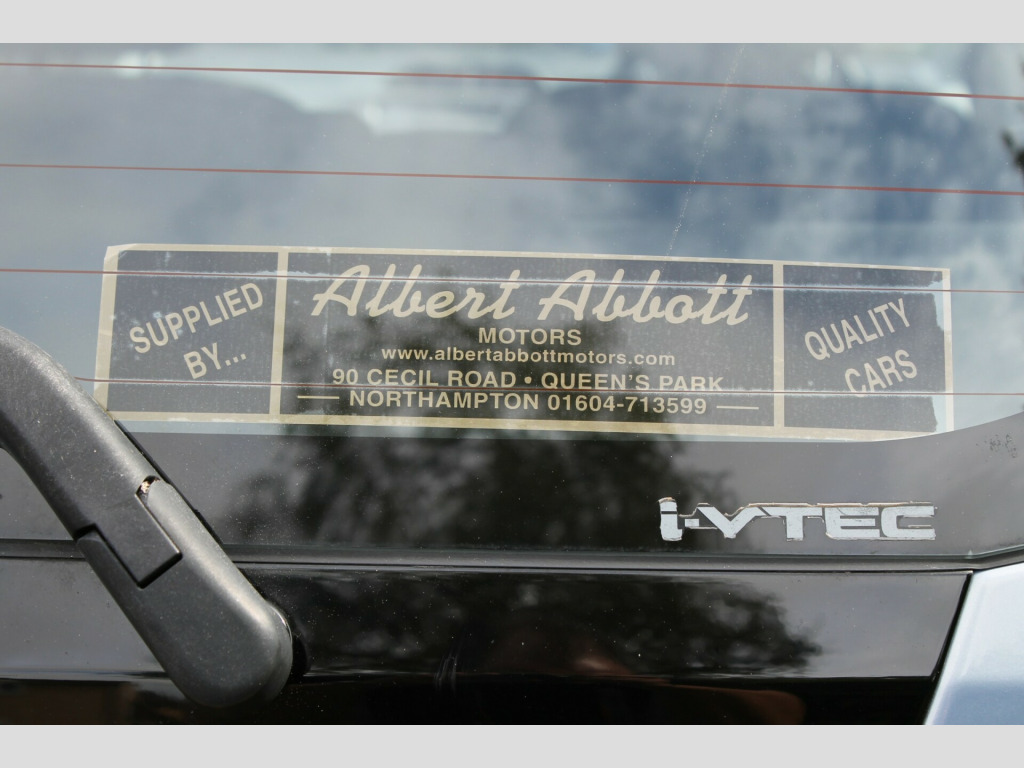 SUPPLIED
BY...
Albert Abbott
MOTORS
www.albertabbottmotors.com
90 CECIL ROAD • QUEEN'S PARK
NORTHAMPTON 01604-713599
QUALITY
CARS
i-VTEC